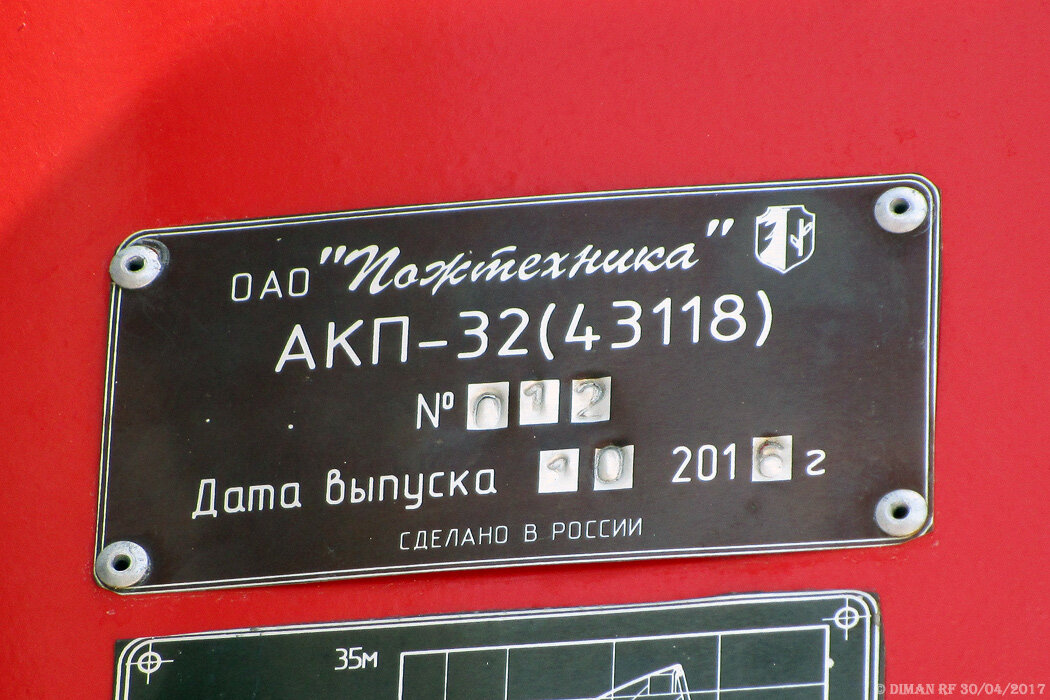 ОАО "Пожтехника"
АКП-32(43118)
№ 012
Дата выпуска 10 2016 г
СДЕЛАНО В РОССИИ
35м
© DIMAN RF 30/04/2017